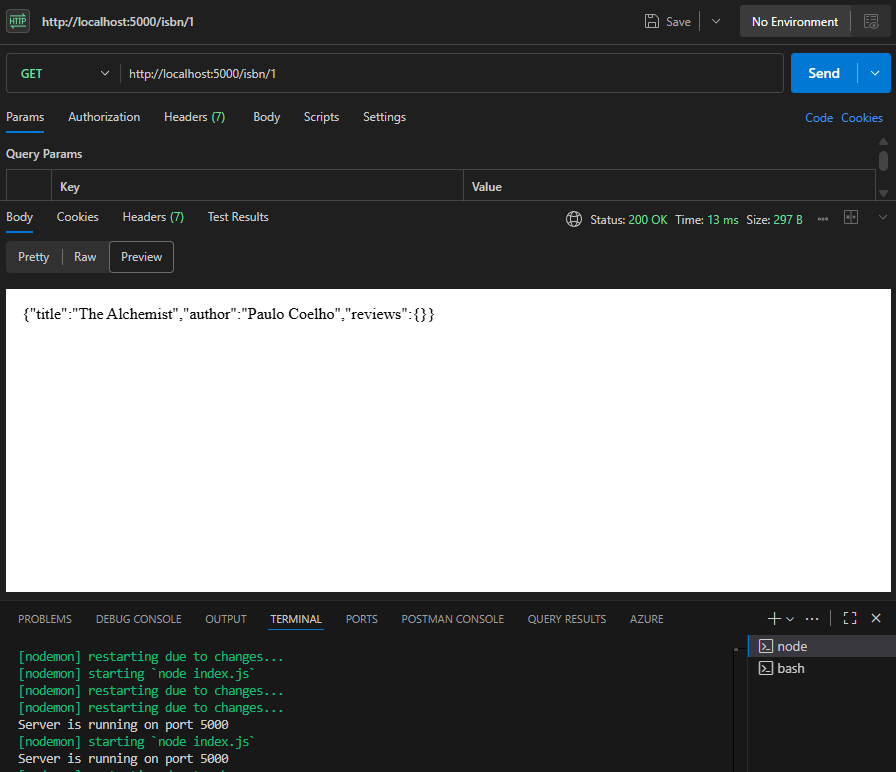 HTTP http://localhost:5000/isbn/1 Save No Environment
GET http://localhost:5000/isbn/1 Send
Params Authorization Headers (7) Body Scripts Settings Code Cookies
Query Params
Key Value
Body Cookies Headers (7) Test Results Status: 200 OK Time: 13 ms Size: 297 B
Pretty Raw Preview
{"title":"The Alchemist","author":"Paulo Coelho","reviews":{}}
PROBLEMS DEBUG CONSOLE OUTPUT TERMINAL PORTS POSTMAN CONSOLE QUERY RESULTS AZURE
[nodemon] restarting due to changes...
[nodemon] starting `node index.js`
[nodemon] restarting due to changes...
[nodemon] restarting due to changes...
Server is running on port 5000
[nodemon] starting `node index.js`
Server is running on port 5000
node
bash